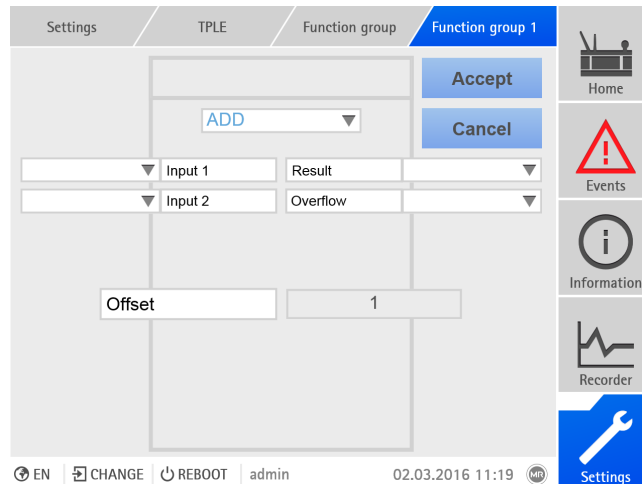 Settings TPLE Function group Function group 1
Accept
Home
ADD
Cancel
Input 1 Result
Input 2 Overflow
Events
Information
Offset 1
Recorder
EN CHANGE REBOOT admin 02.03.2016 11:19 MR
Settings